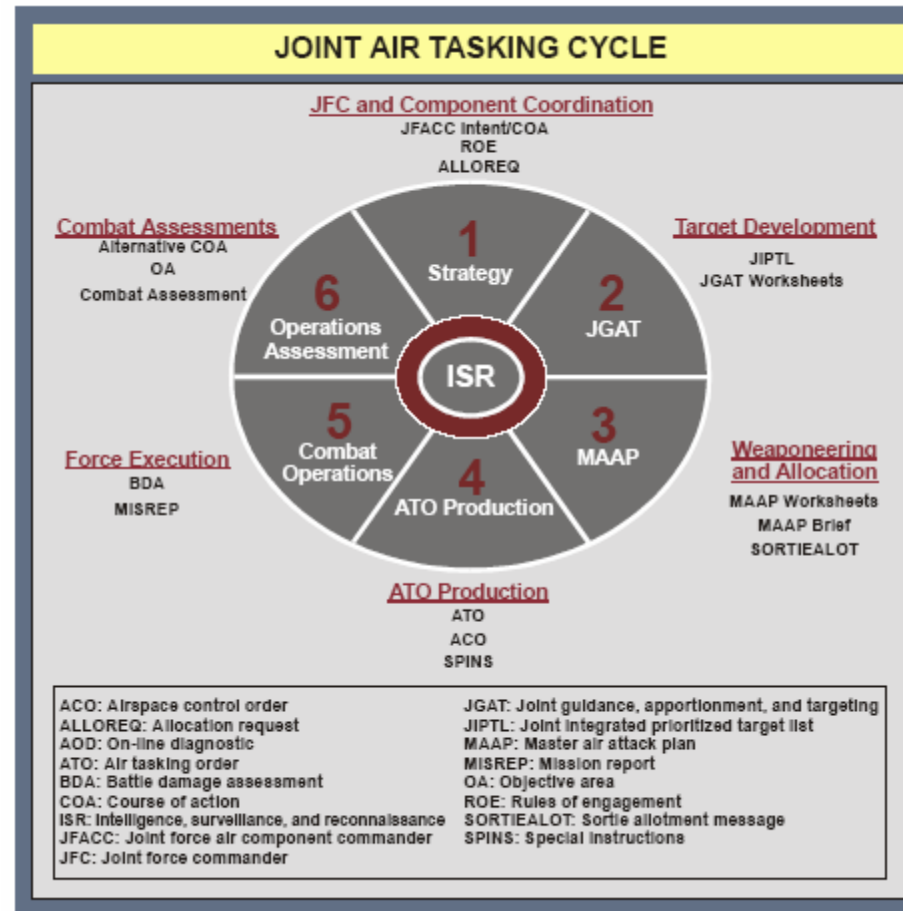 JOINT AIR TASKING CYCLE
JFC and Component Coordination
JFACC Intent/COA
ROE
ALLOREQ
Combat Assessments
Alternative COA
OA
Combat Assessment
Target Development
JIPTL
JGAT Worksheets
1
Strategy
2
JGAT
3
MAAP
4
ATO Production
5
Combat
Operations
6
Operations
Assessment
ISR
Force Execution
BDA
MISREP
Weaponeering
and Allocation
MAAP Worksheets
MAAP Brief
SORTIEALOT
ATO Production
ATO
ACO
SPINS
ACO: Airspace control order
ALLOREQ: Allocation request
AOD: On-line diagnostic
ATO: Air tasking order
BDA: Battle damage assessment
COA: Course of action
ISR: Intelligence, surveillance, and reconnaissance
JFACC: Joint force air component commander
JFC: Joint force commander
JGAT: Joint guidance, apportionment, and targeting
JIPTL: Joint integrated prioritized target list
MAAP: Master air attack plan
MISREP: Mission report
OA: Objective area
ROE: Rules of engagement
SORTIEALOT: Sortie allotment message
SPINS: Special instructions